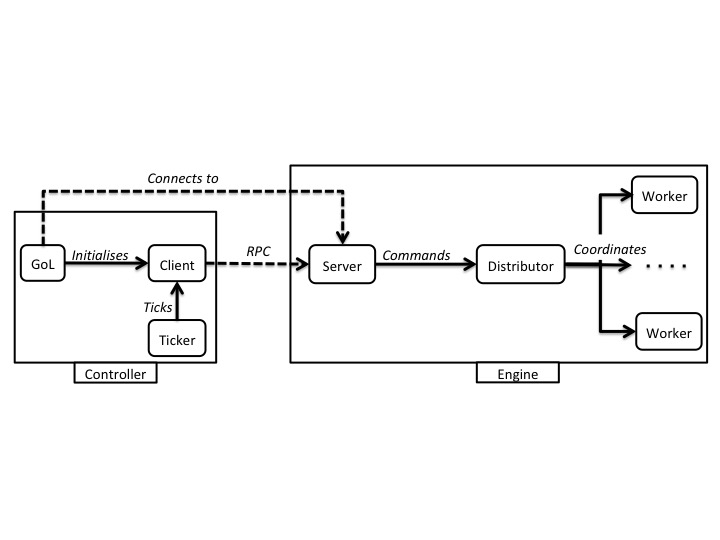 Connects to
GoL
Initialises
Client
Ticks
Ticker
Controller
RPC
Server
Commands
Distributor
Coordinates
Worker
. . . .
Worker
Engine